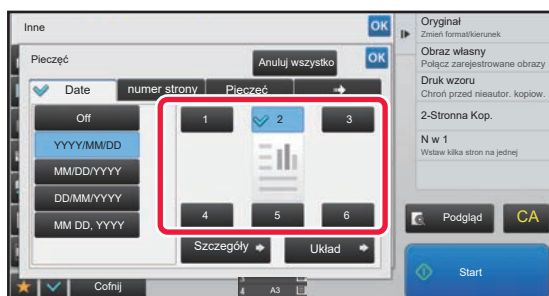 Inne
OK
Pieczęć
Anuluj wszystko
OK
Date
numer strony
Pieczęć
Off
YYYY/MM/DD
MM/DD/YYYY
DD/MM/YYYY
MM DD, YYYY
1
2
3
4
5
6
Szczegóły
Układ
Cofnij
3
4
A3
Oryginał
Zmień format/kierunek
Obraz własny
Połącz zarejestrowane obrazy
Druk wzoru
Chroń przed nieautor. kopiow.
2-Stronna Kop.
N w 1
Wstaw kilka stron na jednej
Podgląd
CA
Start